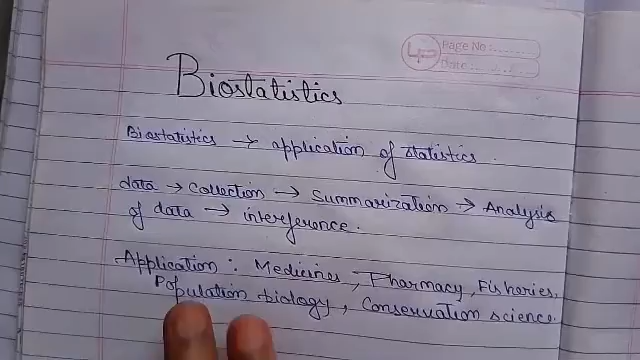 Page No :.......
Date :.......
Biostatistics
Biostatistics → application of statistics.
data → Collection → Summarization → Analysis
of data → interference.
Application : Medicines, Pharmacy, Fisheries,
Population biology, Conservation science.